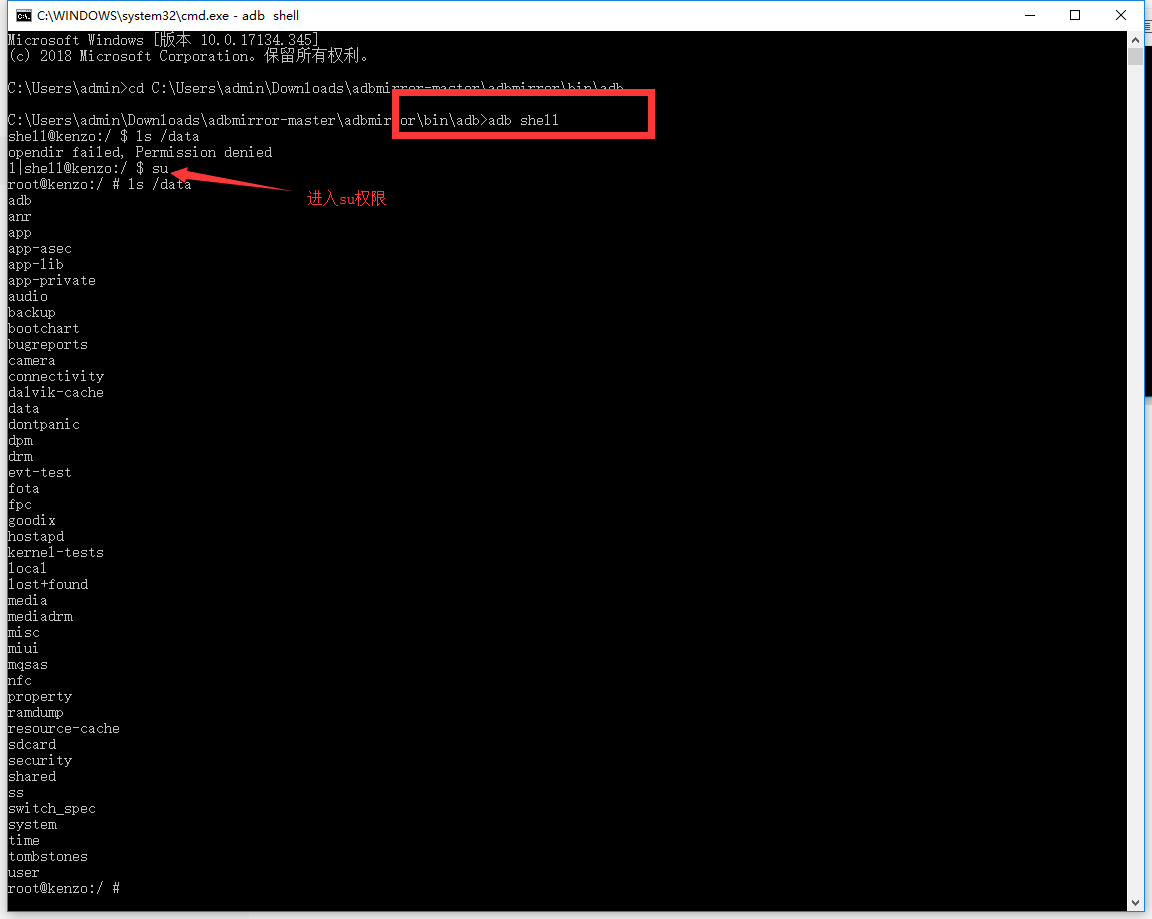 C:\WINDOWS\system32\cmd.exe - adb shell
Microsoft Windows [版本 10.0.17134.345]
(c) 2018 Microsoft Corporation。保留所有权利。
C:\Users\admin>cd C:\Users\admin\Downloads\adbmirror-master\adbmirror\bin\adb
C:\Users\admin\Downloads\adbmirror-master\adbmirror\bin\adb>adb shell
shell@kenzo:/ $ ls /data
opendir failed, Permission denied
1|shell@kenzo:/ $ su
root@kenzo:/ # ls /data
进入su权限
adb
anr
app
app-asec
app-lib
app-private
audio
backup
bootchart
bugreports
camera
connectivity
dalvik-cache
data
dontpanic
dpm
drm
evt-test
fota
fpc
goodix
hostapd
kernel-tests
local
lost+found
media
mediadrm
misc
miui
mqsas
nfc
property
ramdump
resource-cache
sdcard
security
shared
ss
switch_spec
system
time
tombstones
user
root@kenzo:/ #